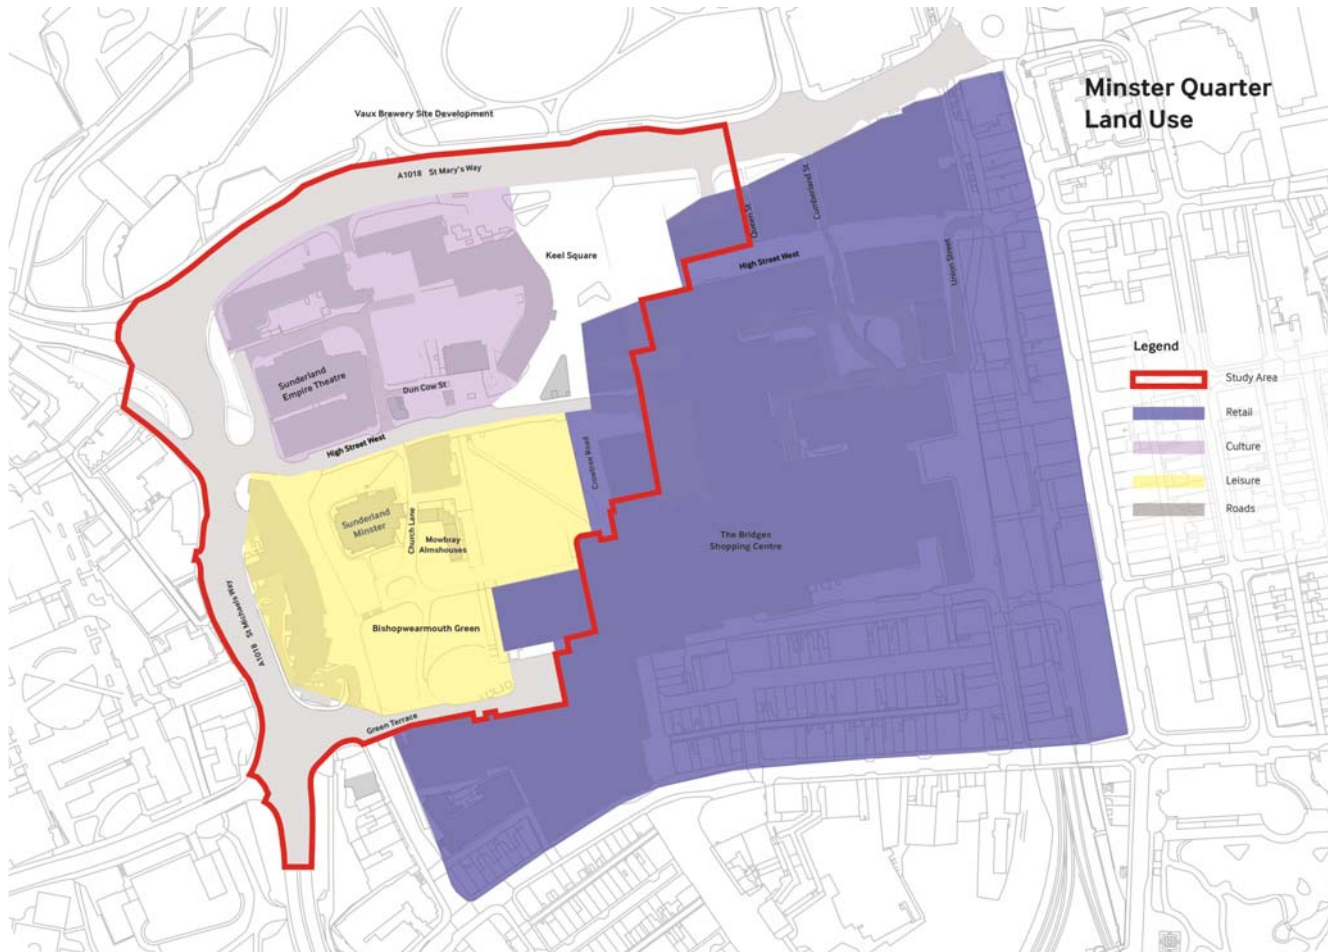 Minster Quarter
Land Use
Vaux Brewery Site Development
A1018 St Mary's Way
Cumberland St.
Queen St.
Keel Square
High Street West
Union Street
Legend
Study Area
Retail
Culture
Leisure
Roads
Sunderland
Empire Theatre
Dun Cow St
High Street West
Crowtree Road
Sunderland
Minster
Church Lane
Mowbray
Almshouses
The Bridges
Shopping Centre
A1018 St Michael's Way
Bishopwearmouth Green
Green Terrace